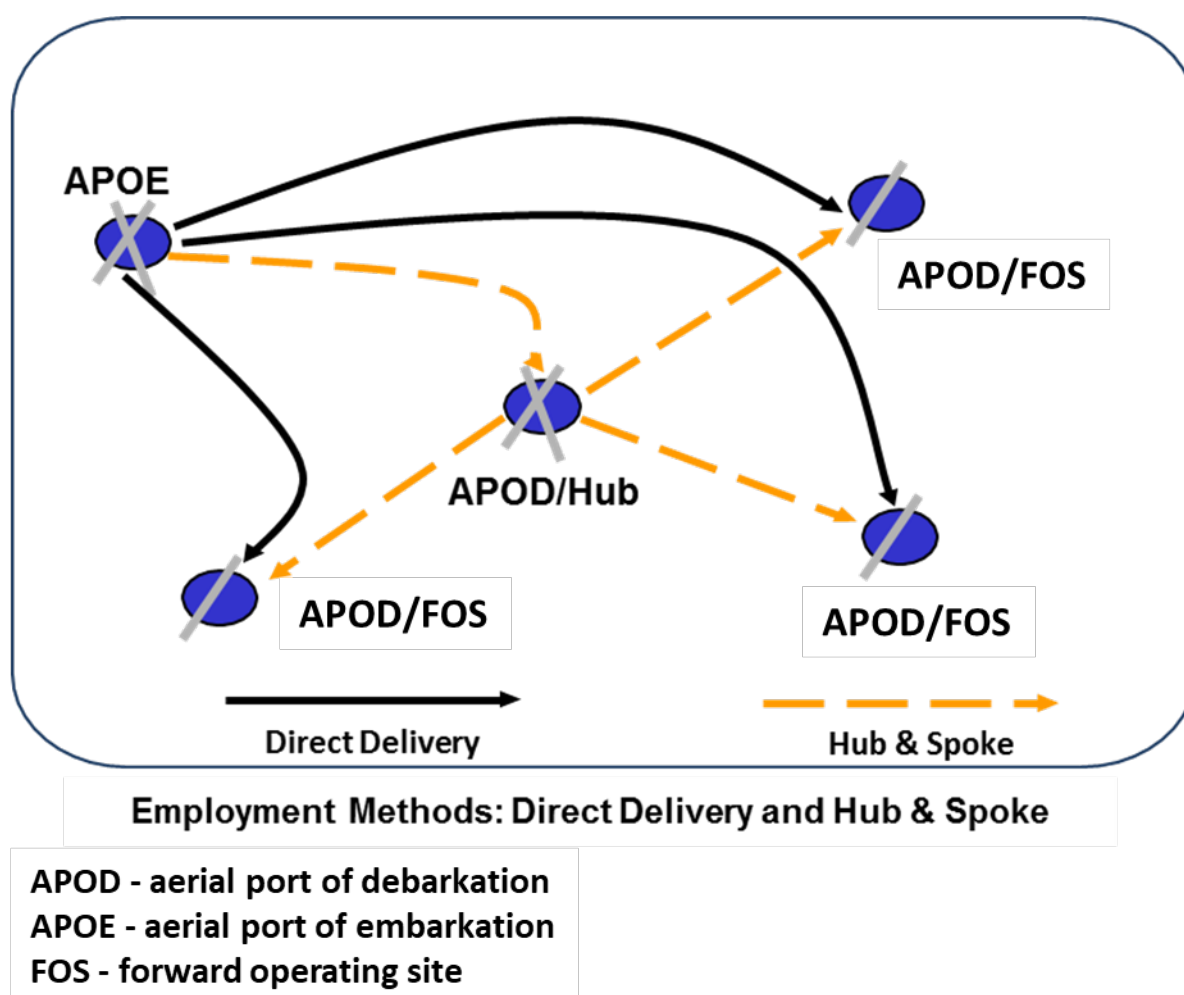 APOE
APOD/FOS
APOD/Hub
APOD/FOS
APOD/FOS
Direct Delivery
Hub & Spoke
Employment Methods: Direct Delivery and Hub & Spoke
APOD - aerial port of debarkation
APOE - aerial port of embarkation
FOS - forward operating site